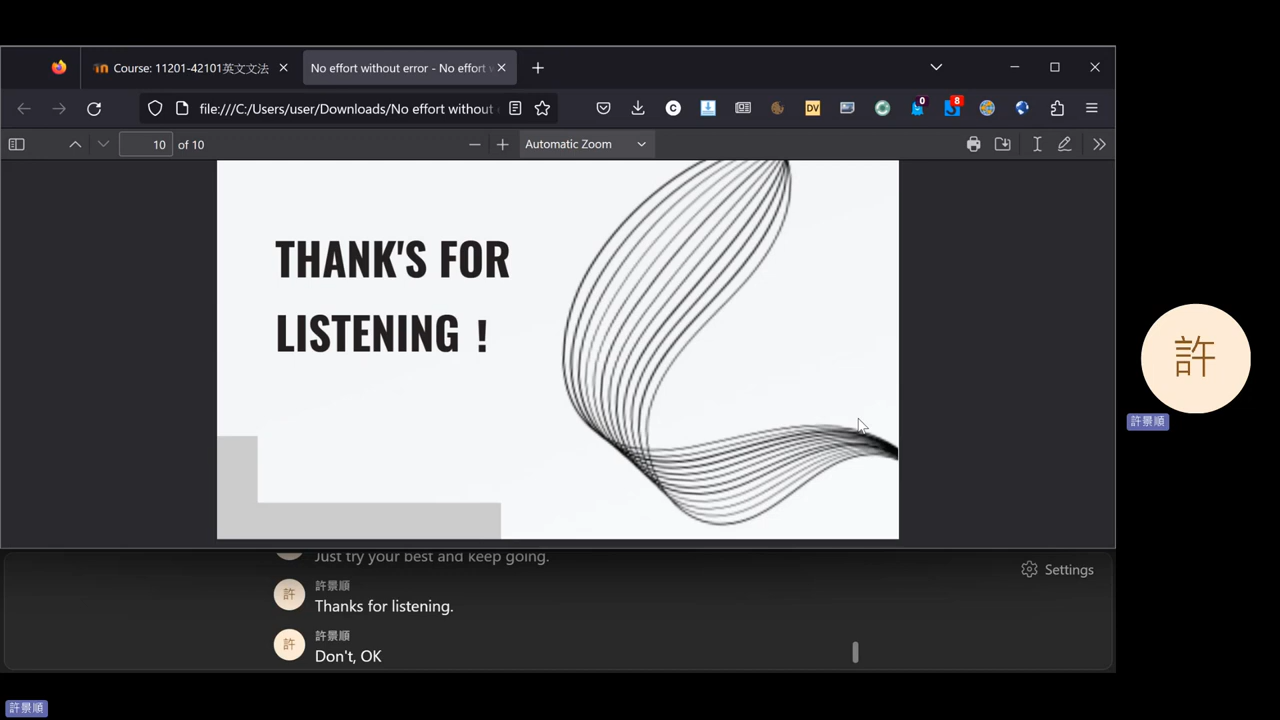 Course: 11201-42101英文文法
No effort without error - No effort v
file:///C:/Users/user/Downloads/No effort without
C
DV
0
8
10 of 10
Automatic Zoom
THANK'S FOR
LISTENING !
許
許景順
Just try your best and keep going.
Settings
許
許景順
Thanks for listening.
許
許景順
Don't, OK
許景順